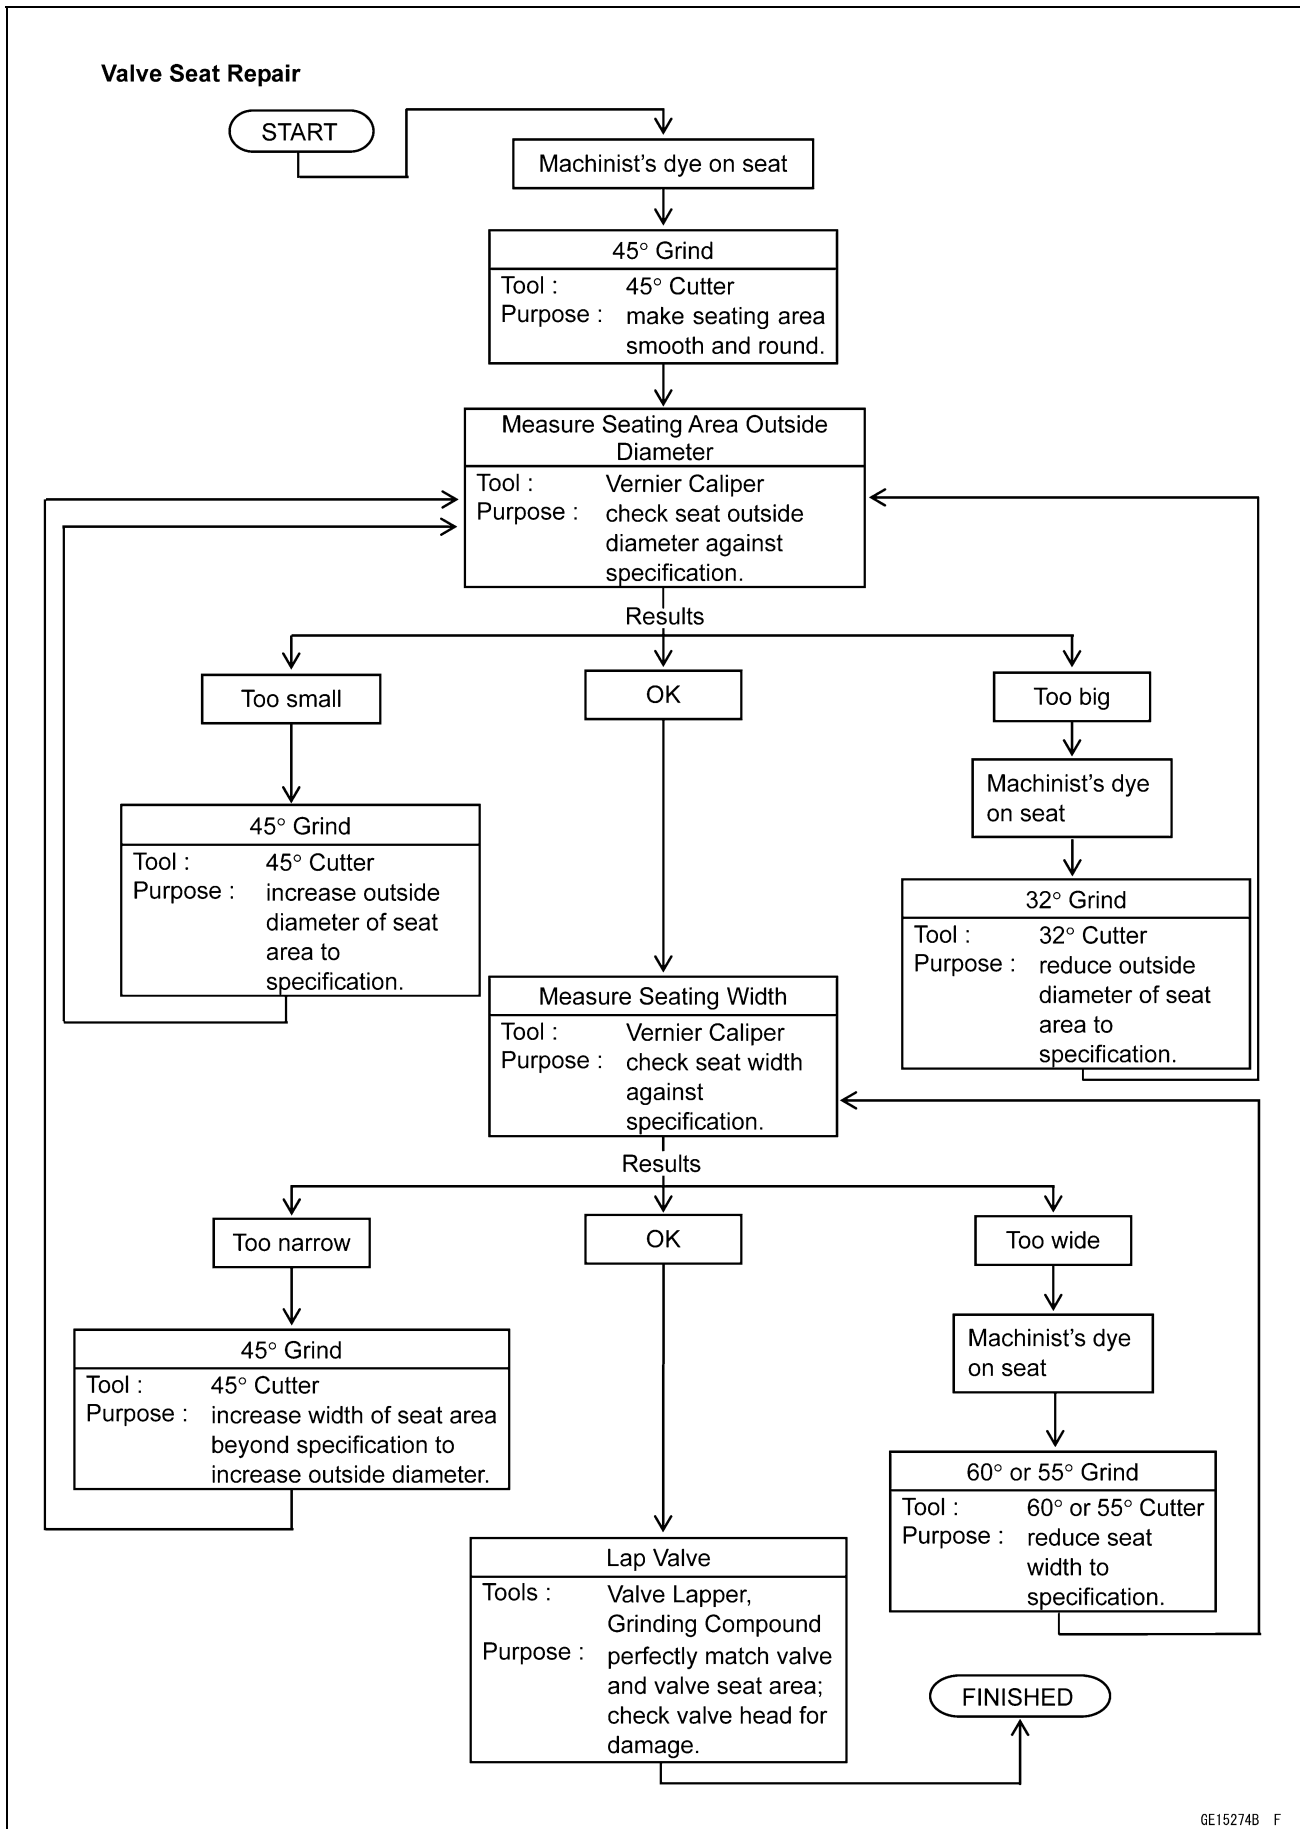 Valve Seat Repair
START
Machinist's dye on seat
45° Grind
Tool : 45° Cutter
Purpose : make seating area
smooth and round.
Measure Seating Area Outside
Diameter
Tool : Vernier Caliper
Purpose : check seat outside
diameter against
specification.
Results
Too small
OK
Too big
Machinist's dye
on seat
45° Grind
Tool : 45° Cutter
Purpose : increase outside
diameter of seat
area to
specification.
32° Grind
Tool : 32° Cutter
Purpose : reduce outside
diameter of seat
area to
specification.
Measure Seating Width
Tool : Vernier Caliper
Purpose : check seat width
against
specification.
Results
Too narrow
OK
Too wide
Machinist's dye
on seat
45° Grind
Tool : 45° Cutter
Purpose : increase width of seat area
beyond specification to
increase outside diameter.
60° or 55° Grind
Tool : 60° or 55° Cutter
Purpose : reduce seat
width to
specification.
Lap Valve
Tools : Valve Lapper,
Grinding Compound
Purpose : perfectly match valve
and valve seat area;
check valve head for
damage.
FINISHED
GE15274B F